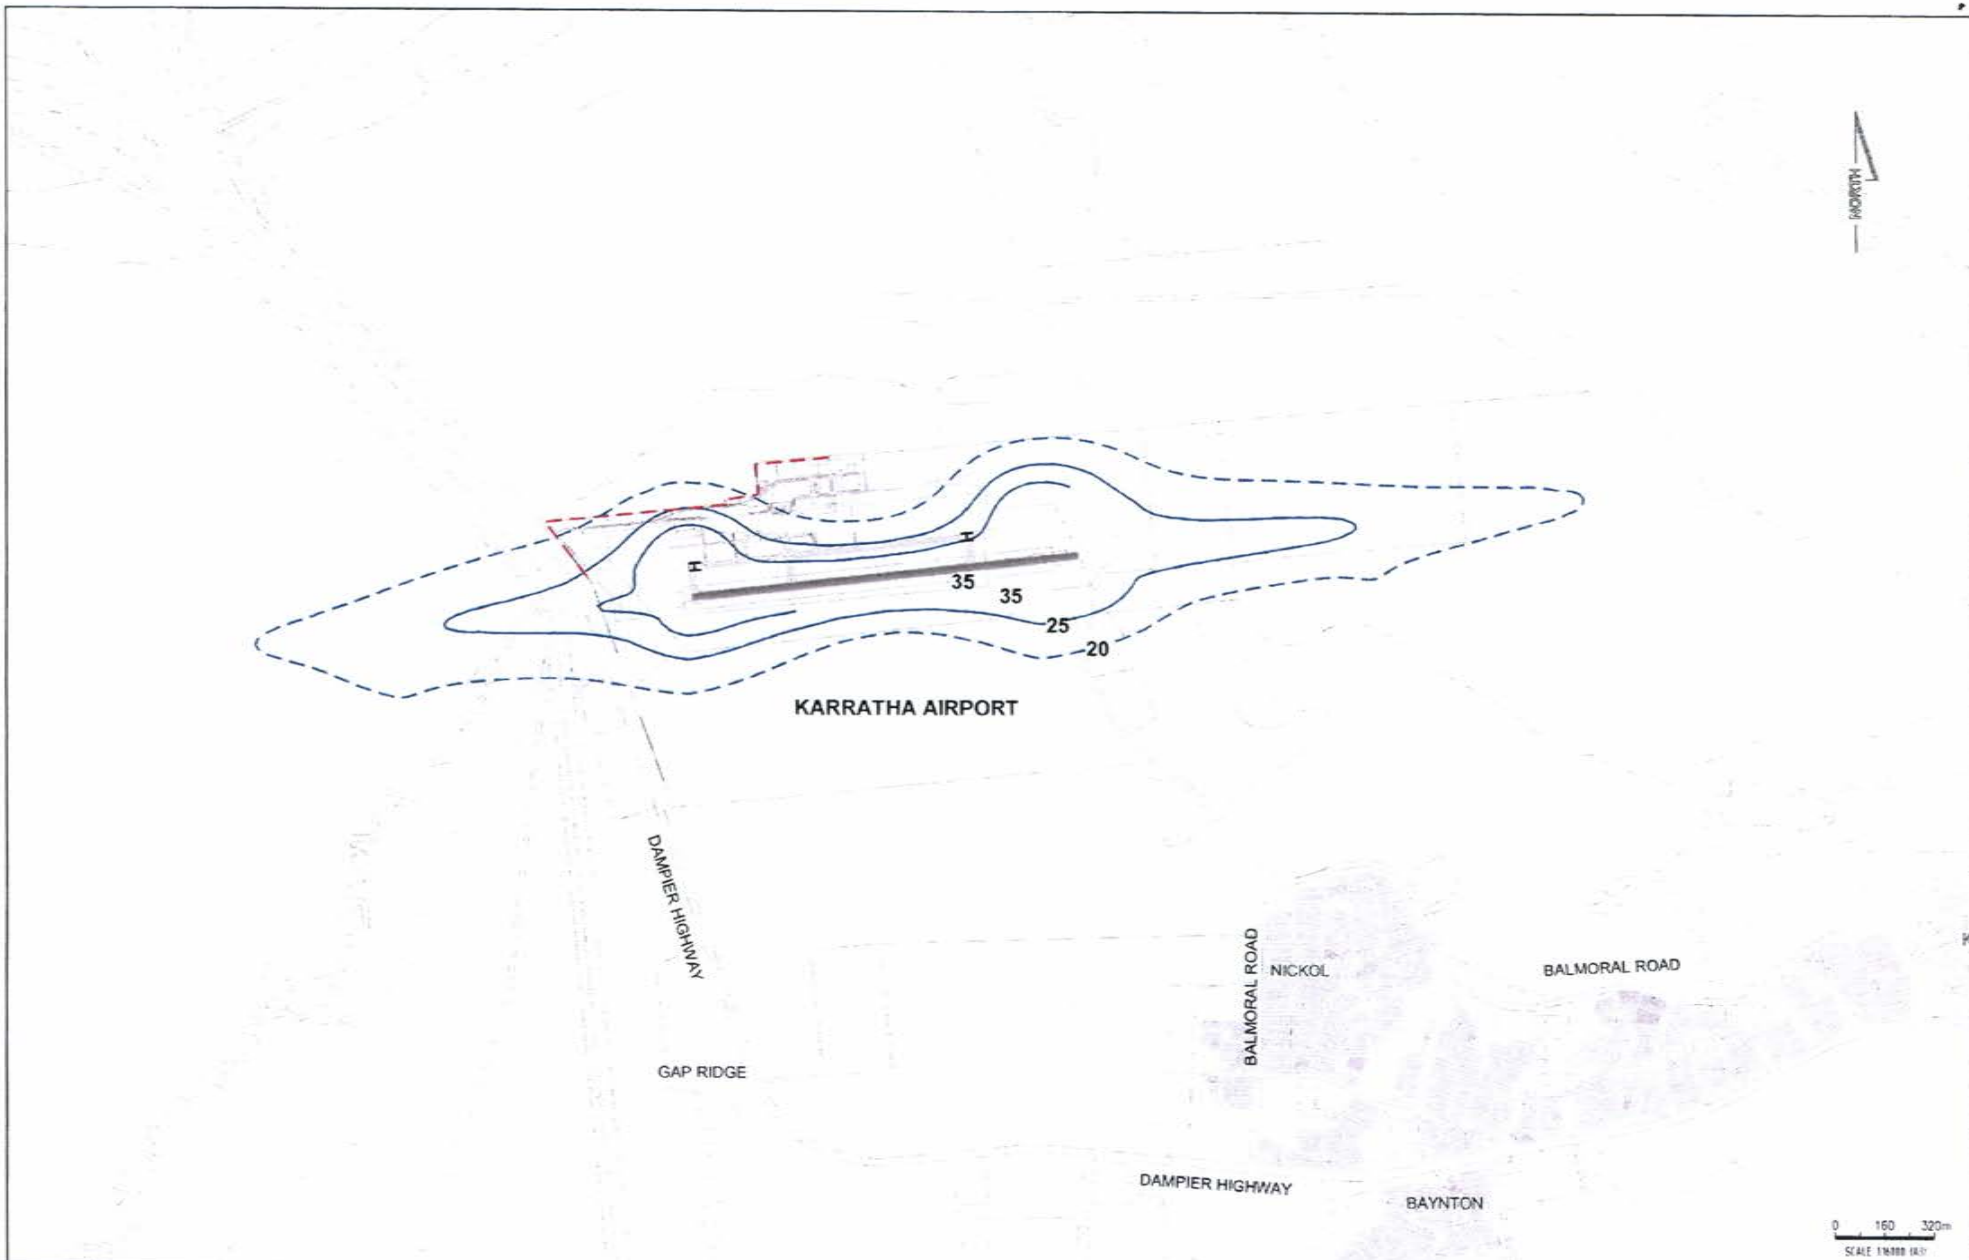 H
H
35
35
25
20
KARRATHA AIRPORT
DAMPIER HIGHWAY
BALMORAL ROAD
NICKOL
BALMORAL ROAD
GAP RIDGE
DAMPIER HIGHWAY
BAYNTON
0 160 320m